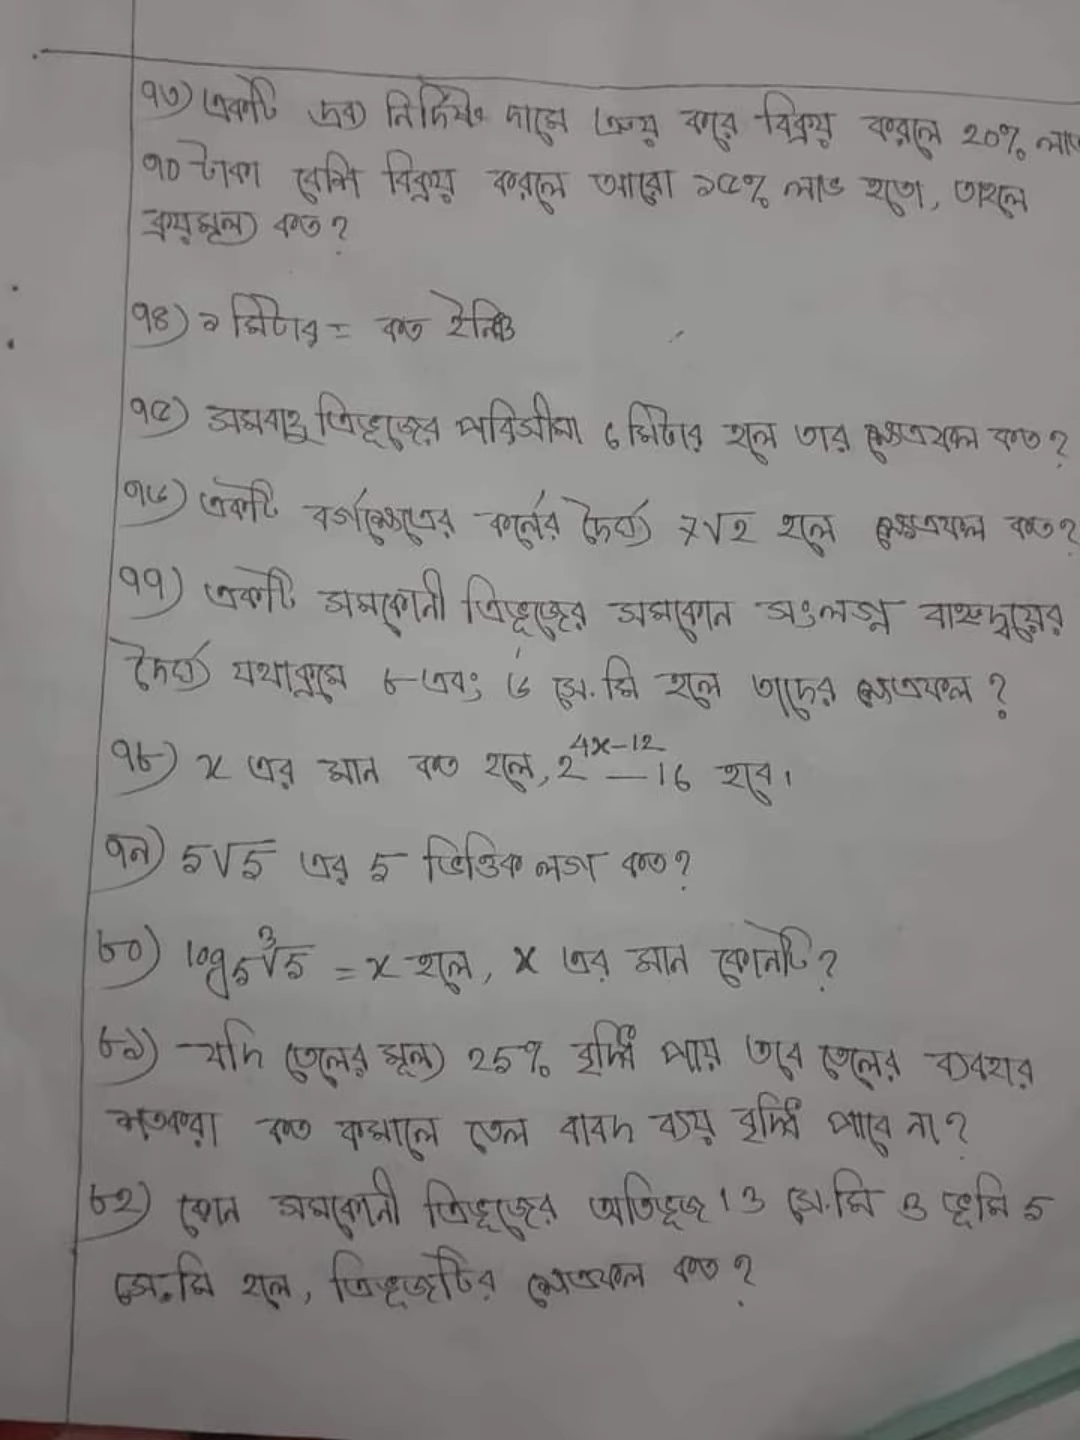 ৭৩) একটি দ্রব্য নির্দিষ্ট দামে ক্রয় করে বিক্রয় করলে ২০% লাভ
৭০ টাকা বেশি বিক্রয় করলে আরো ১৫% লাভ হতো, তাহলে
ক্রয়মূল্য কত?
৭৪) ১ মিটার = কত ইঞ্চি
৭৫) সমবাহু ত্রিভূজের পরিসীমা ৬ মিটার হলে তার ক্ষেত্রফল কত?
৭৬) একটি বর্গক্ষেত্রের কর্নের দৈর্ঘ্য 7√2 হলে ক্ষেত্রফল কত?
৭৭) একটি সমকোনী ত্রিভূজের সমকোন সংলগ্ন বাহুদ্বয়ের
দৈর্ঘ্য যথাক্রমে ৮ এবং ৬ সে.মি হলে তাদের ক্ষেত্রফল?
৭৮) x এর মান কত হলে, 2^{4x-12} — 16 হবে।
৭৯) 5√5 এর 5 ভিত্তিক লগ কত?
৮০) log₅∛5 = x হলে, x এর মান কোনটি?
৮১) যদি তেলের মূল্য 25% বৃদ্ধি পায় তবে তেলের ব্যবহার
শতকরা কত কমালে তেল বাবদ ব্যয় বৃদ্ধি পাবে না?
৮২) কোন সমকোনী ত্রিভূজের অতিভূজ 13 সে.মি ও ভূমি 5
সে.মি হলে, ত্রিভূজটির ক্ষেত্রফল কত?